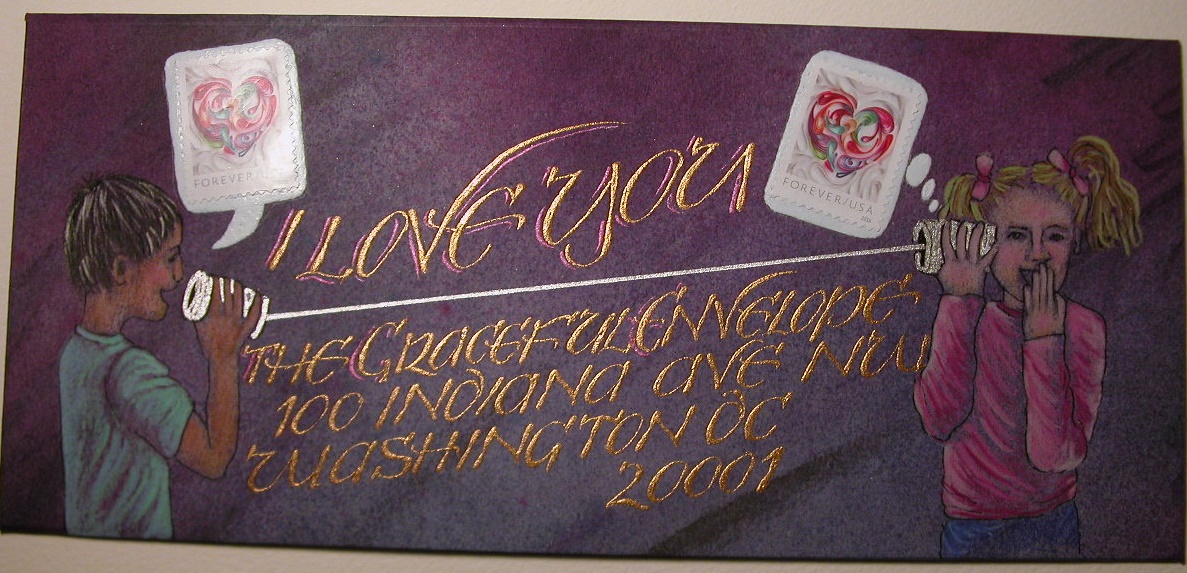 FOREVER
FOREVER/USA
I LOVE YOU
THE GRACEFUL ENVELOPE
100 INDIANA AVE NW
WASHINGTON DC
20001